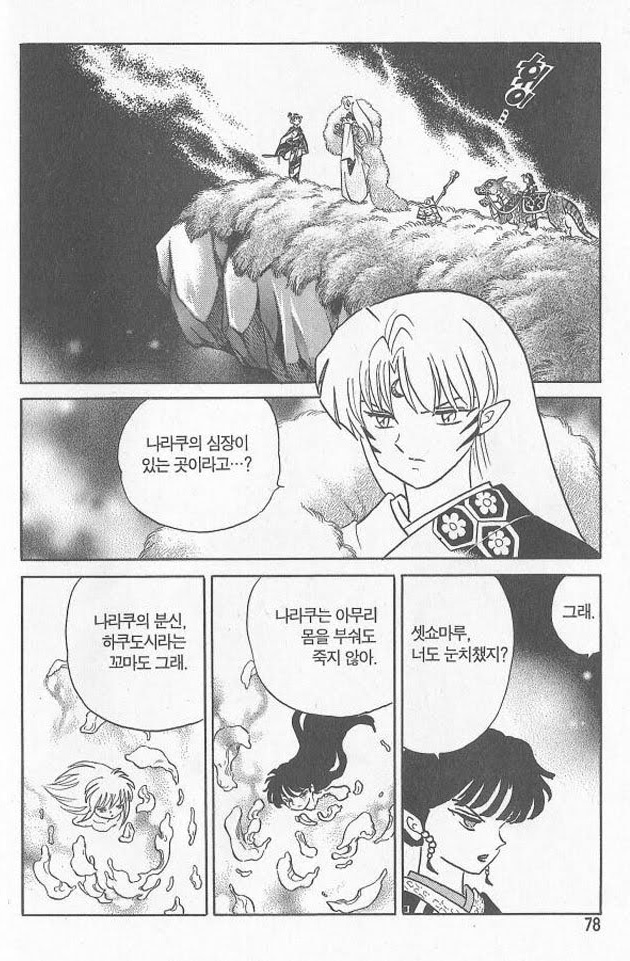 휘이…
나라쿠의 심장이
있는 곳이라고…?
그래.
셋쇼마루,
너도 눈치챘지?
나라쿠는 아무리
몸을 부숴도
죽지 않아.
나라쿠의 분신,
하쿠도시라는
꼬마도 그래.
78